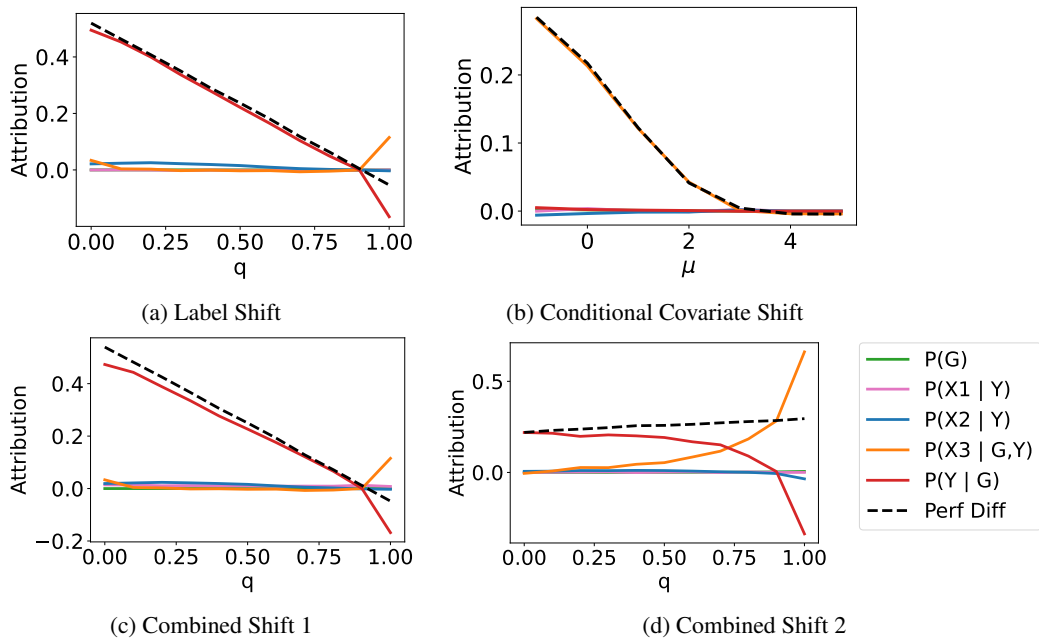 Attribution
0.4
0.2
0.0
0.00 0.25 0.50 0.75 1.00
q
(a) Label Shift
Attribution
0.2
0.1
0.0
0 2 4
μ
(b) Conditional Covariate Shift
Attribution
0.4
0.2
0.0
−0.2
0.00 0.25 0.50 0.75 1.00
q
(c) Combined Shift 1
Attribution
0.5
0.0
0.00 0.25 0.50 0.75 1.00
q
(d) Combined Shift 2
P(G)
P(X1 | Y)
P(X2 | Y)
P(X3 | G,Y)
P(Y | G)
Perf Diff